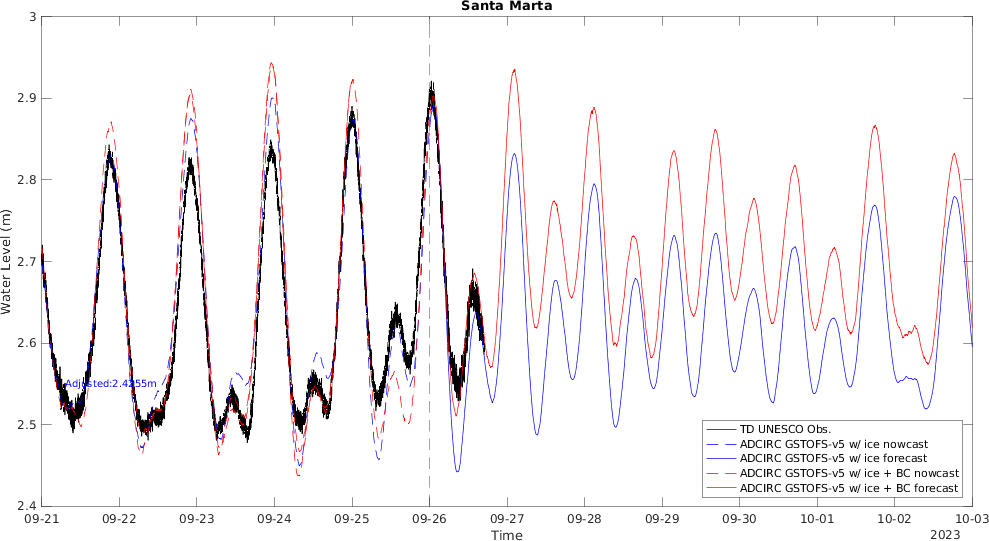 Santa Marta
3
2.9
2.8
2.7
2.6
2.5
2.4
Water Level (m)
Adjusted:2.4255m
TD UNESCO Obs.
ADCIRC GSTOFS-v5 w/ ice nowcast
ADCIRC GSTOFS-v5 w/ ice forecast
ADCIRC GSTOFS-v5 w/ ice + BC nowcast
ADCIRC GSTOFS-v5 w/ ice + BC forecast
09-21 09-22 09-23 09-24 09-25 09-26 09-27 09-28 09-29 09-30 10-01 10-02 10-03
Time
2023